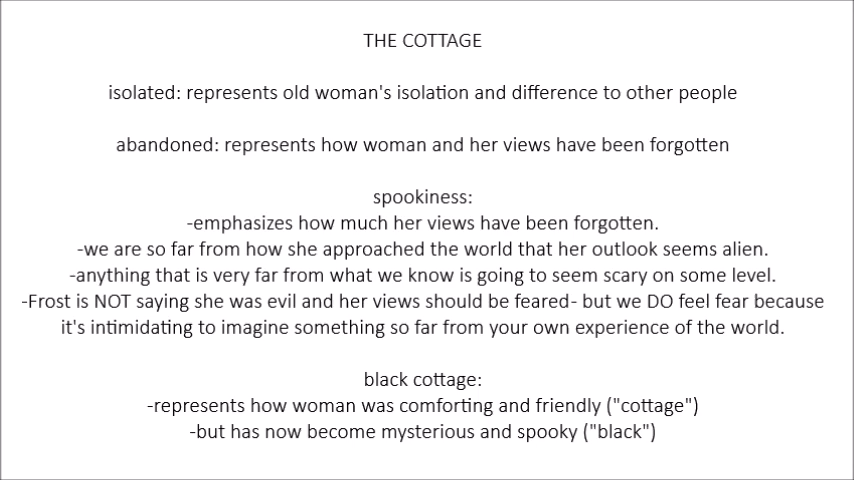 THE COTTAGE
isolated: represents old woman's isolation and difference to other people
abandoned: represents how woman and her views have been forgotten
spookiness:
-emphasizes how much her views have been forgotten.
-we are so far from how she approached the world that her outlook seems alien.
-anything that is very far from what we know is going to seem scary on some level.
-Frost is NOT saying she was evil and her views should be feared- but we DO feel fear because
it's intimidating to imagine something so far from your own experience of the world.
black cottage:
-represents how woman was comforting and friendly ("cottage")
-but has now become mysterious and spooky ("black")